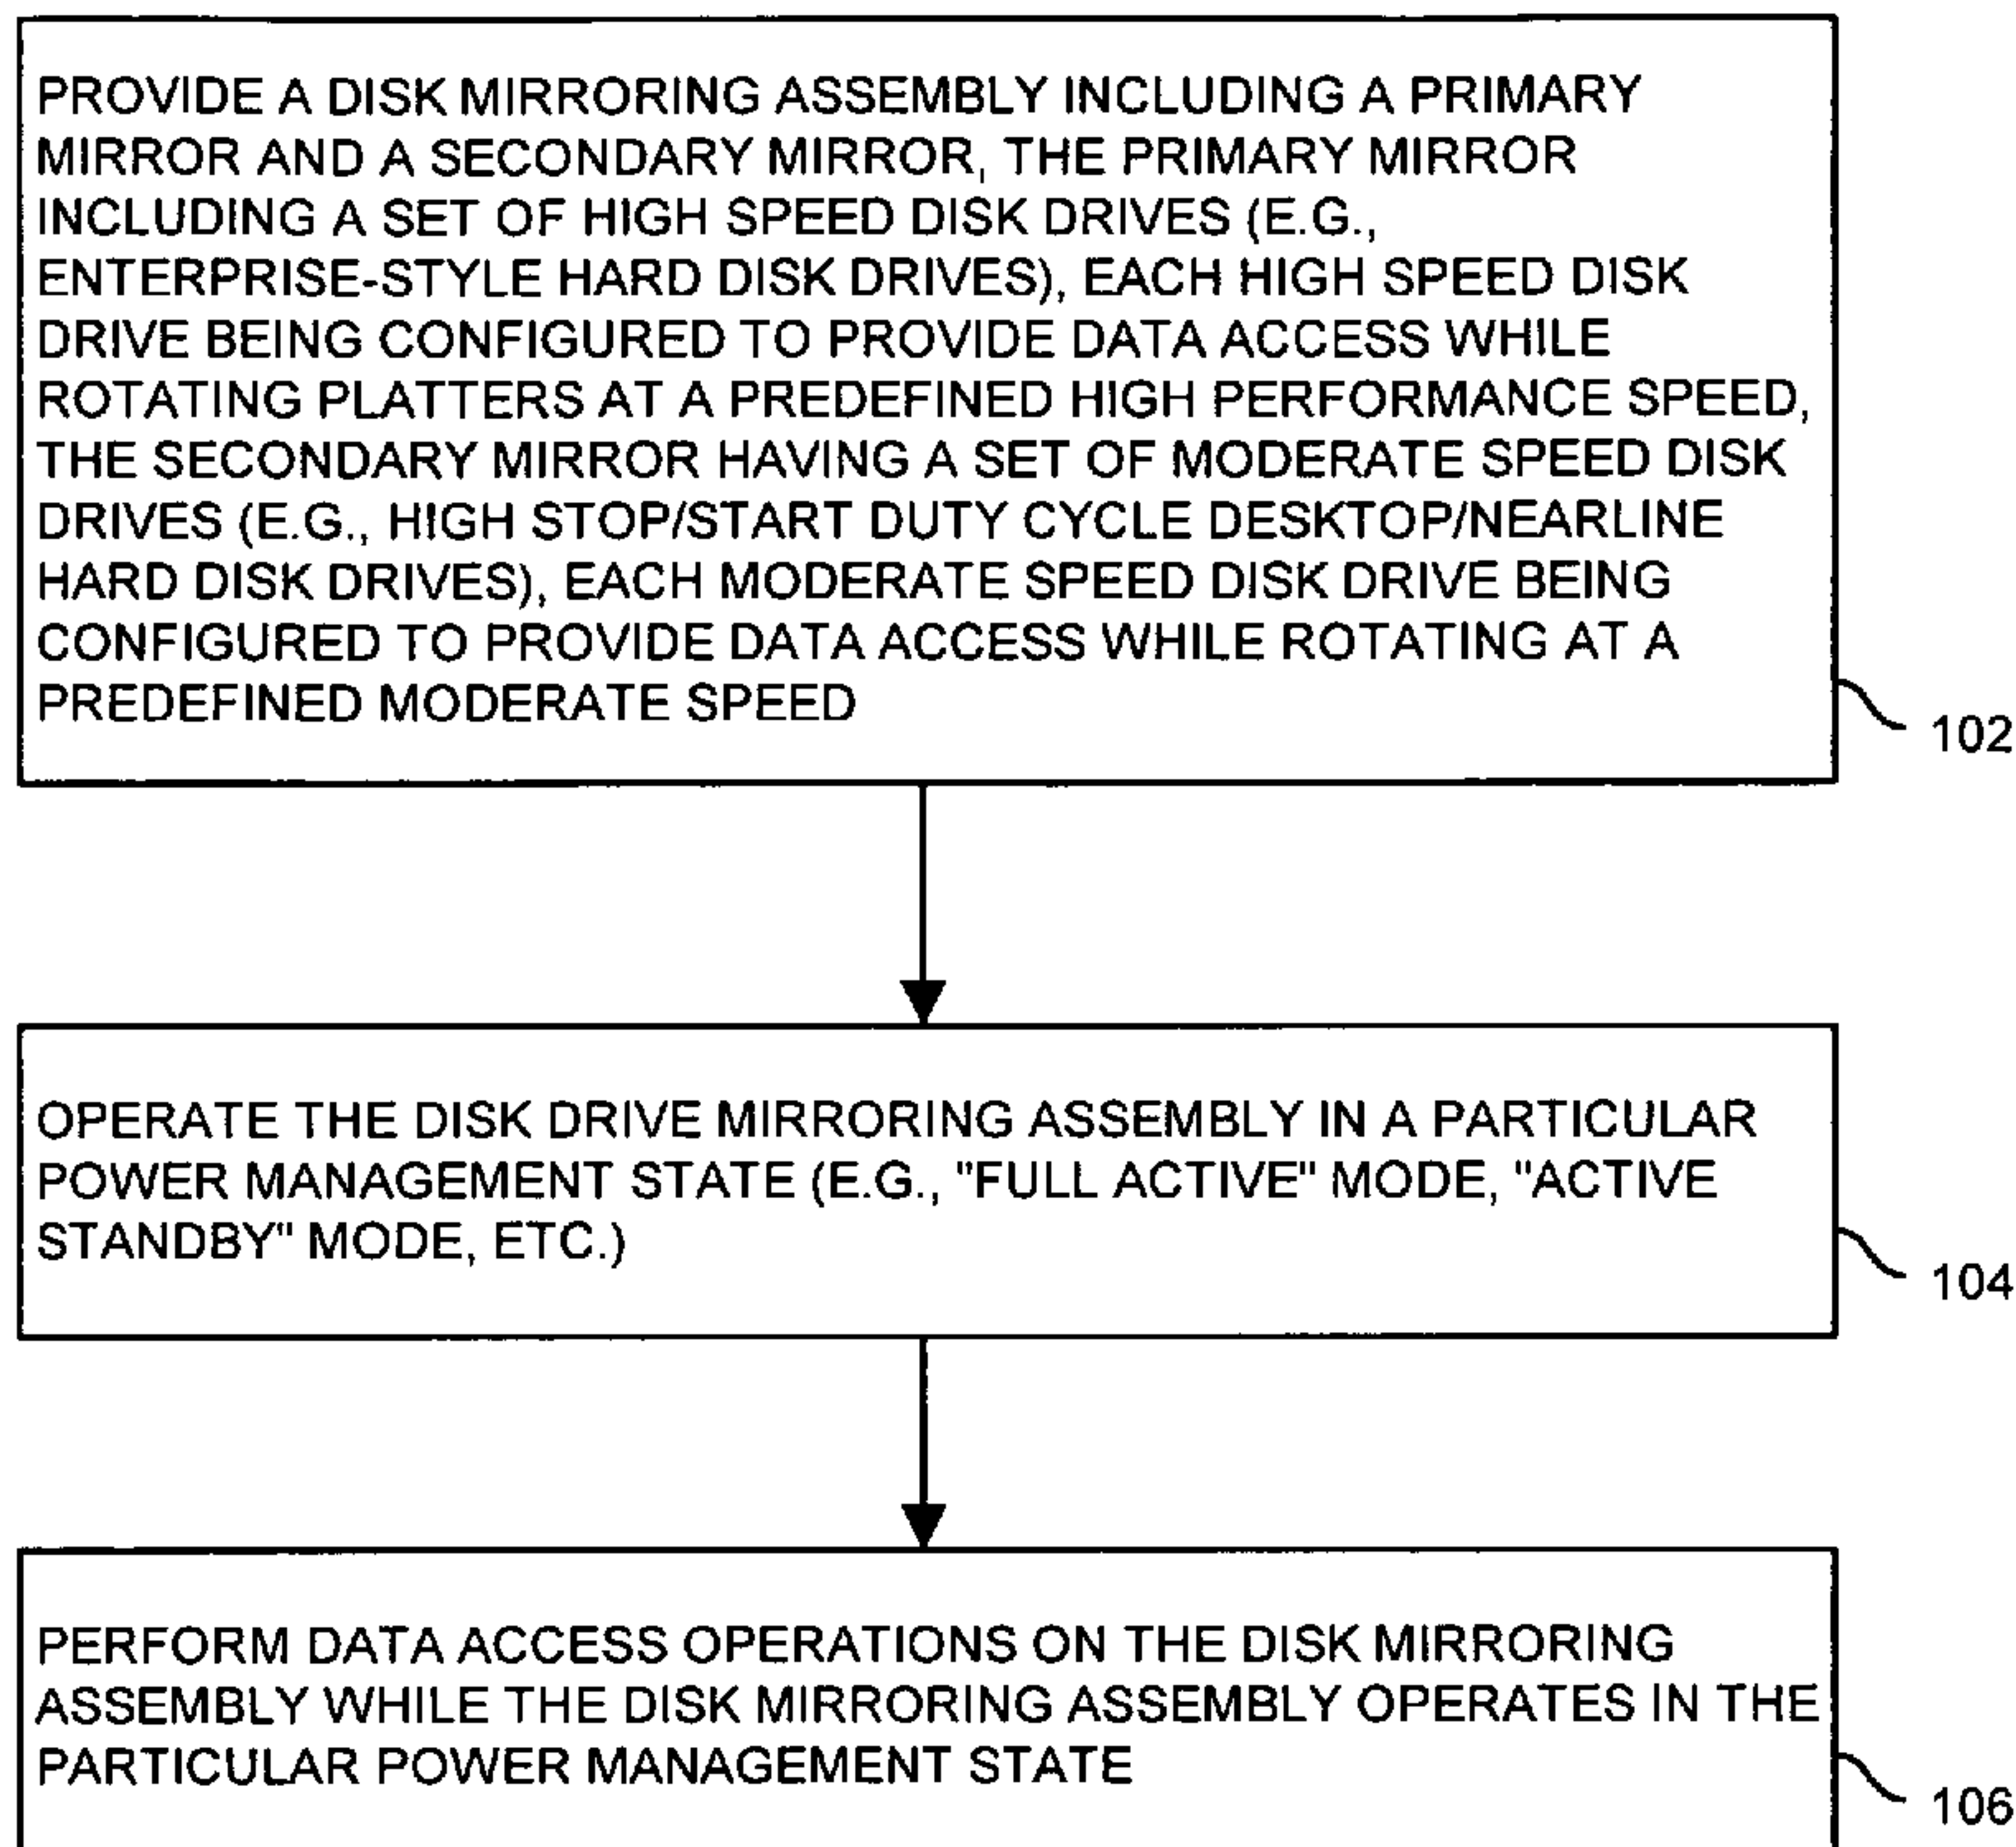 PROVIDE A DISK MIRRORING ASSEMBLY INCLUDING A PRIMARY
MIRROR AND A SECONDARY MIRROR, THE PRIMARY MIRROR
INCLUDING A SET OF HIGH SPEED DISK DRIVES (E.G.,
ENTERPRISE-STYLE HARD DISK DRIVES), EACH HIGH SPEED DISK
DRIVE BEING CONFIGURED TO PROVIDE DATA ACCESS WHILE
ROTATING PLATTERS AT A PREDEFINED HIGH PERFORMANCE SPEED,
THE SECONDARY MIRROR HAVING A SET OF MODERATE SPEED DISK
DRIVES (E.G., HIGH STOP/START DUTY CYCLE DESKTOP/NEARLINE
HARD DISK DRIVES), EACH MODERATE SPEED DISK DRIVE BEING
CONFIGURED TO PROVIDE DATA ACCESS WHILE ROTATING AT A
PREDEFINED MODERATE SPEED
102
OPERATE THE DISK DRIVE MIRRORING ASSEMBLY IN A PARTICULAR
POWER MANAGEMENT STATE (E.G., "FULL ACTIVE" MODE, "ACTIVE
STANDBY" MODE, ETC.)
104
PERFORM DATA ACCESS OPERATIONS ON THE DISK MIRRORING
ASSEMBLY WHILE THE DISK MIRRORING ASSEMBLY OPERATES IN THE
PARTICULAR POWER MANAGEMENT STATE
106